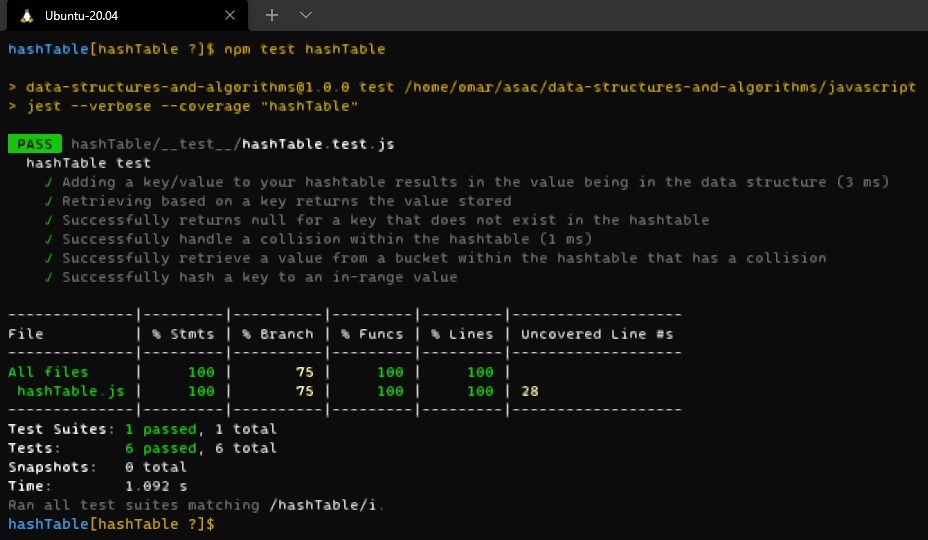 Ubuntu-20.04
hashTable[hashTable ?]$ npm test hashTable
> data-structures-and-algorithms@1.0.0 test /home/omar/asac/data-structures-and-algorithms/javascript
> jest --verbose --coverage "hashTable"
PASS hashTable/__test__/hashTable.test.js
hashTable test
✓ Adding a key/value to your hashtable results in the value being in the data structure (3 ms)
✓ Retrieving based on a key returns the value stored
✓ Successfully returns null for a key that does not exist in the hashtable
✓ Successfully handle a collision within the hashtable (1 ms)
✓ Successfully retrieve a value from a bucket within the hashtable that has a collision
✓ Successfully hash a key to an in-range value
--------------|---------|----------|---------|---------|-------------------
File | % Stmts | % Branch | % Funcs | % Lines | Uncovered Line #s
--------------|---------|----------|---------|---------|-------------------
All files | 100 | 75 | 100 | 100 |
hashTable.js | 100 | 75 | 100 | 100 | 28
--------------|---------|----------|---------|---------|-------------------
Test Suites: 1 passed, 1 total
Tests: 6 passed, 6 total
Snapshots: 0 total
Time: 1.092 s
Ran all test suites matching /hashTable/i.
hashTable[hashTable ?]$